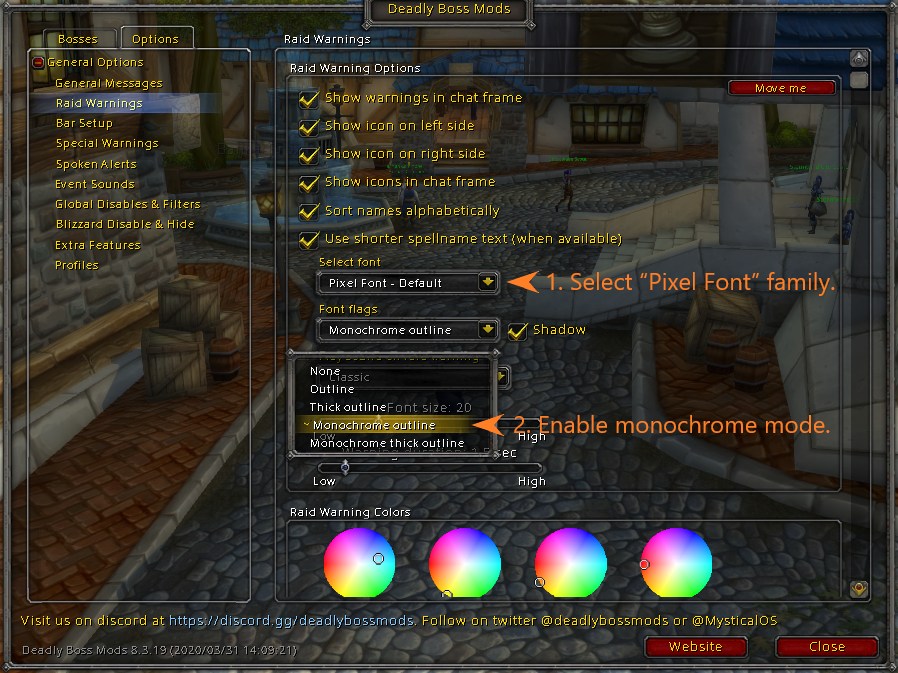 Deadly Boss Mods
Bosses
Options
Raid Warnings
General Options
General Messages
Raid Warnings
Bar Setup
Special Warnings
Spoken Alerts
Event Sounds
Global Disables & Filters
Blizzard Disable & Hide
Extra Features
Profiles
Raid Warning Options
Move me
Show warnings in chat frame
Show icon on left side
Show icon on right side
Show icons in chat frame
Sort names alphabetically
Use shorter spellname text (when available)
Select font
Pixel Font - Default
1. Select “Pixel Font” family.
Font flags
Monochrome outline
Shadow
None
Classic
Outline
Thick outline
Font size: 20
Monochrome outline
2. Enable monochrome mode.
Low
High
Monochrome thick outline
sec
Low
High
Raid Warning Colors
Visit us on discord at https://discord.gg/deadlybossmods. Follow on twitter @deadlybossmods or @MysticalOS
Deadly Boss Mods 8.3.19 (2020/03/31 14:09:21)
Website
Close